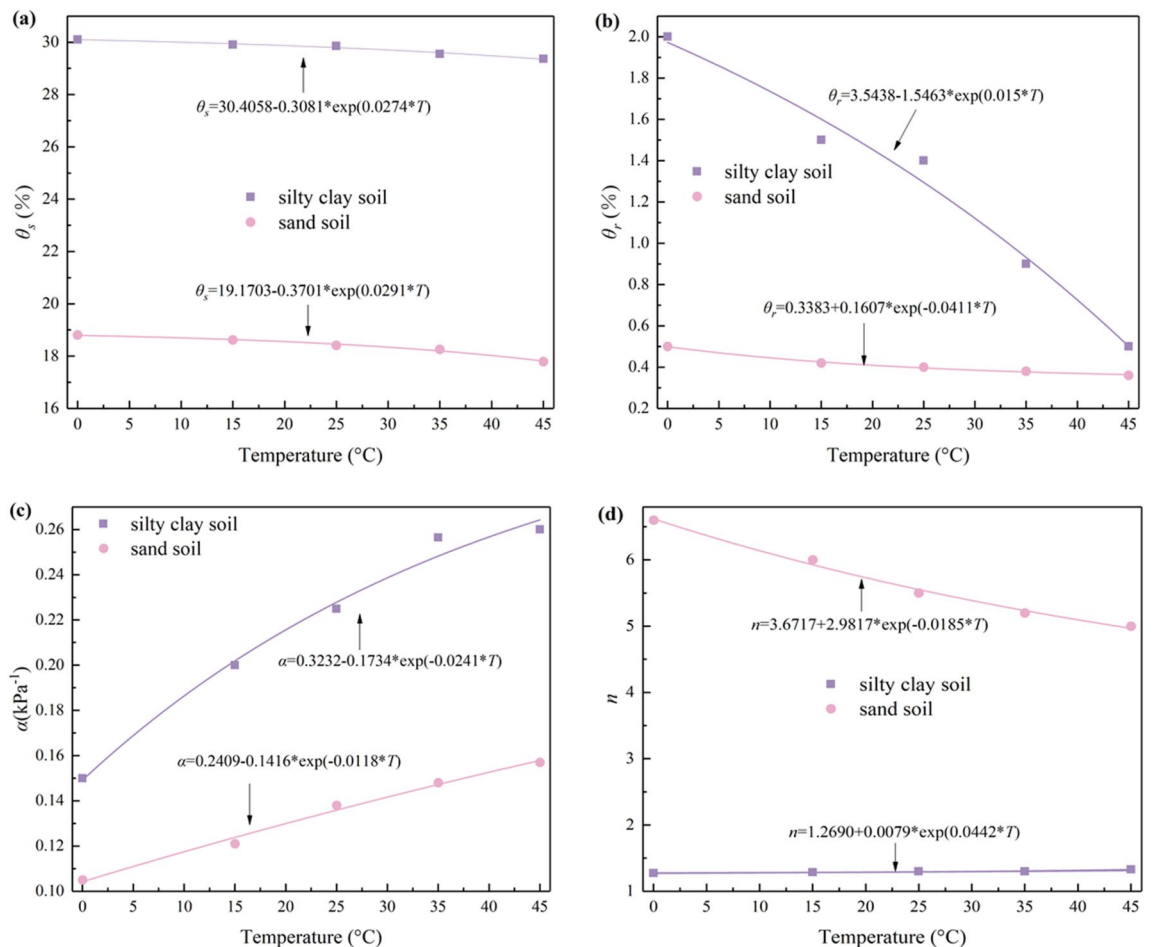 (a)
30
28
26
24
22
20
18
16
θs (%)
θs=30.4058-0.3081*exp(0.0274*T)
silty clay soil
sand soil
θs=19.1703-0.3701*exp(0.0291*T)
0 5 10 15 20 25 30 35 40 45
Temperature (°C)
(b)
2.0
1.8
1.6
1.4
1.2
1.0
0.8
0.6
0.4
0.2
θr (%)
θr=3.5438-1.5463*exp(0.015*T)
silty clay soil
sand soil
θr=0.3383+0.1607*exp(-0.0411*T)
0 5 10 15 20 25 30 35 40 45
Temperature (°C)
(c)
silty clay soil
sand soil
0.26
0.24
0.22
0.20
0.18
0.16
0.14
0.12
0.10
α(kPa-1)
α=0.3232-0.1734*exp(-0.0241*T)
α=0.2409-0.1416*exp(-0.0118*T)
0 5 10 15 20 25 30 35 40 45
Temperature (°C)
(d)
6
5
4
3
2
1
n
n=3.6717+2.9817*exp(-0.0185*T)
silty clay soil
sand soil
n=1.2690+0.0079*exp(0.0442*T)
0 5 10 15 20 25 30 35 40 45
Temperature (°C)